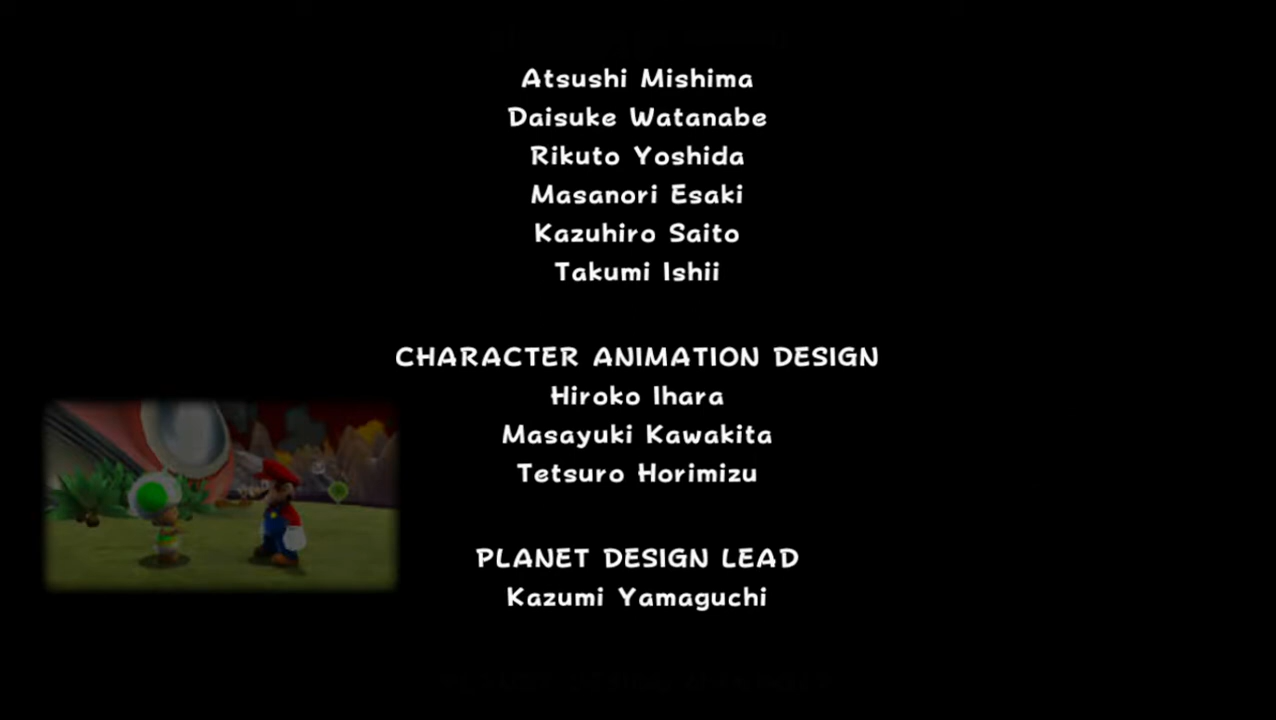 Atsushi Mishima
Daisuke Watanabe
Rikuto Yoshida
Masanori Esaki
Kazuhiro Saito
Takumi Ishii
CHARACTER ANIMATION DESIGN
Hiroko Ihara
Masayuki Kawakita
Tetsuro Horimizu
PLANET DESIGN LEAD
Kazumi Yamaguchi